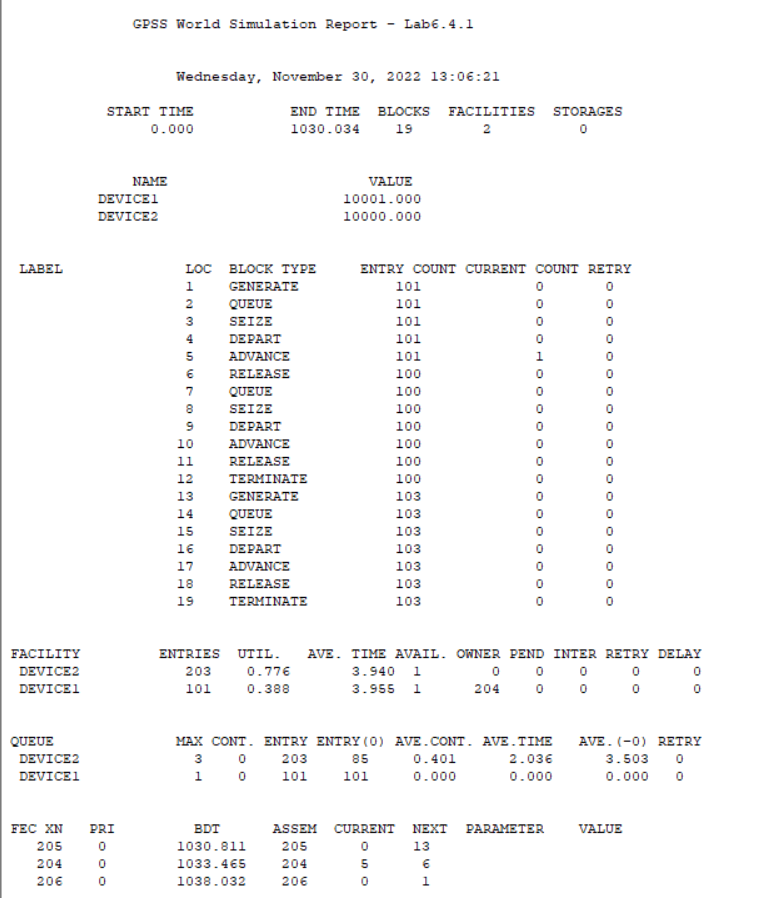 GPSS World Simulation Report - Lab6.4.1
Wednesday, November 30, 2022 13:06:21
START TIME END TIME BLOCKS FACILITIES STORAGES
0.000 1030.034 19 2 0
NAME VALUE
DEVICE1 10001.000
DEVICE2 10000.000
LABEL LOC BLOCK TYPE ENTRY COUNT CURRENT COUNT RETRY
1 GENERATE 101 0 0
2 QUEUE 101 0 0
3 SEIZE 101 0 0
4 DEPART 101 0 0
5 ADVANCE 101 1 0
6 RELEASE 100 0 0
7 QUEUE 100 0 0
8 SEIZE 100 0 0
9 DEPART 100 0 0
10 ADVANCE 100 0 0
11 RELEASE 100 0 0
12 TERMINATE 100 0 0
13 GENERATE 103 0 0
14 QUEUE 103 0 0
15 SEIZE 103 0 0
16 DEPART 103 0 0
17 ADVANCE 103 0 0
18 RELEASE 103 0 0
19 TERMINATE 103 0 0
FACILITY ENTRIES UTIL. AVE. TIME AVAIL. OWNER PEND INTER RETRY DELAY
DEVICE2 203 0.776 3.940 1 0 0 0 0 0
DEVICE1 101 0.388 3.955 1 204 0 0 0 0
QUEUE MAX CONT. ENTRY ENTRY(0) AVE.CONT. AVE.TIME AVE.(-0) RETRY
DEVICE2 3 0 203 85 0.401 2.036 3.503 0
DEVICE1 1 0 101 101 0.000 0.000 0.000 0
FEC XN PRI BDT ASSEM CURRENT NEXT PARAMETER VALUE
205 0 1030.811 205 0 13
204 0 1033.465 204 5 6
206 0 1038.032 206 0 1